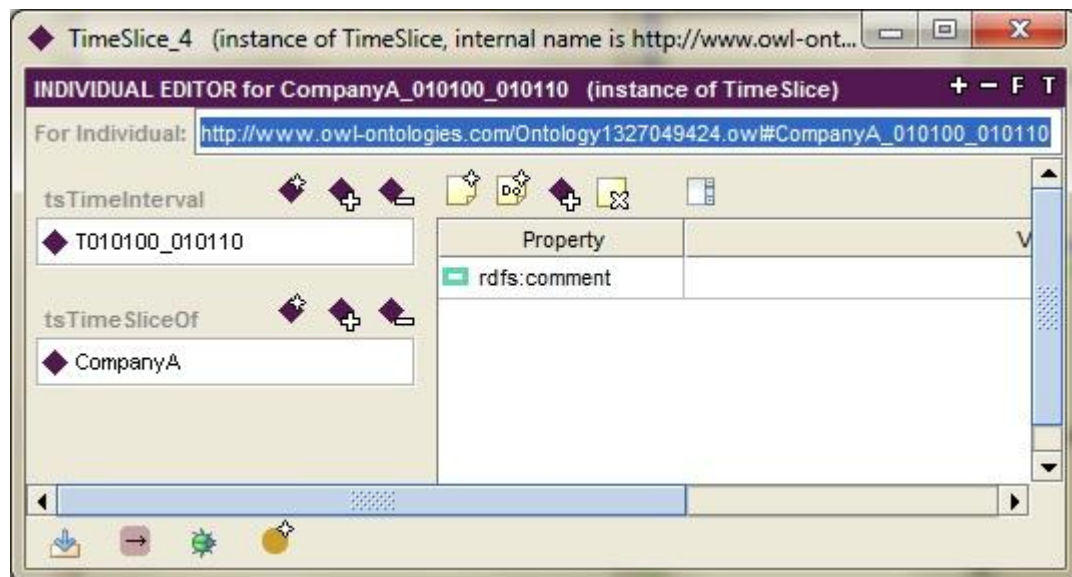 TimeSlice_4 (instance of TimeSlice, internal name is http://www.owl-ont...
INDIVIDUAL EDITOR for CompanyA_010100_010110 (instance of TimeSlice) + − F T
For Individual: http://www.owl-ontologies.com/Ontology1327049424.owl#CompanyA_010100_010110
tsTimeInterval
T010100_010110
Property V
rdfs:comment
tsTimeSliceOf
CompanyA